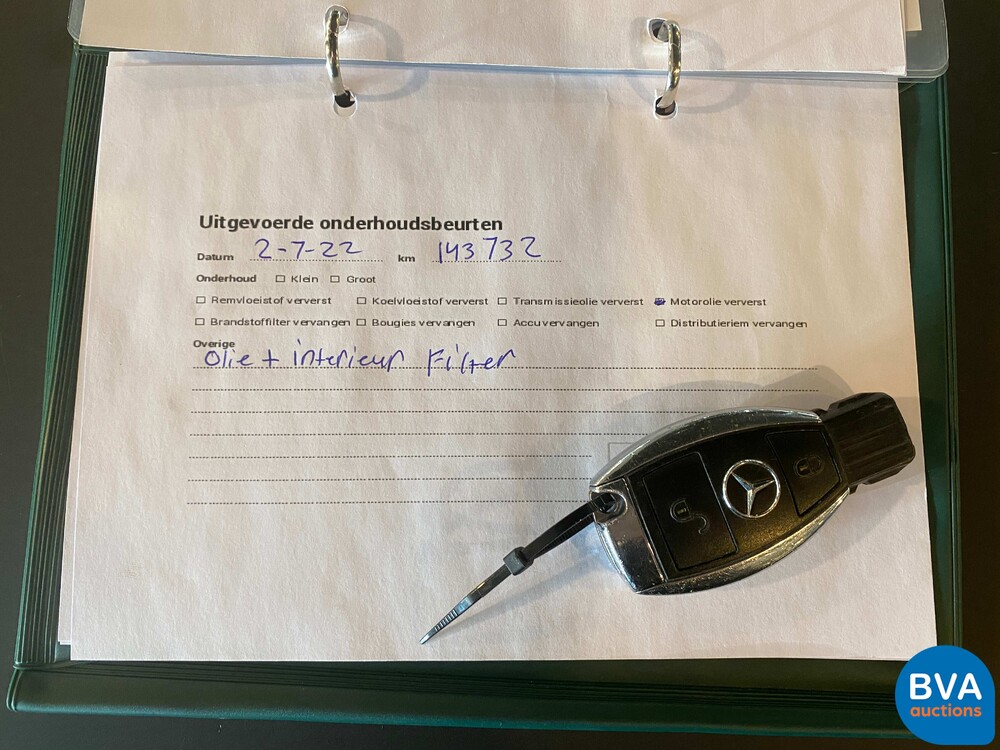 Uitgevoerde onderhoudsbeurten
Datum 2-7-22 km 143732
Onderhoud Klein Groot
Remvloeistof ververst Koelvloeistof ververst Transmissieolie ververst Motorolie ververst
Brandstoffilter vervangen Bougies vervangen Accu vervangen Distributieriem vervangen
Overige
Olie + interieur Filter
BVA
auctions